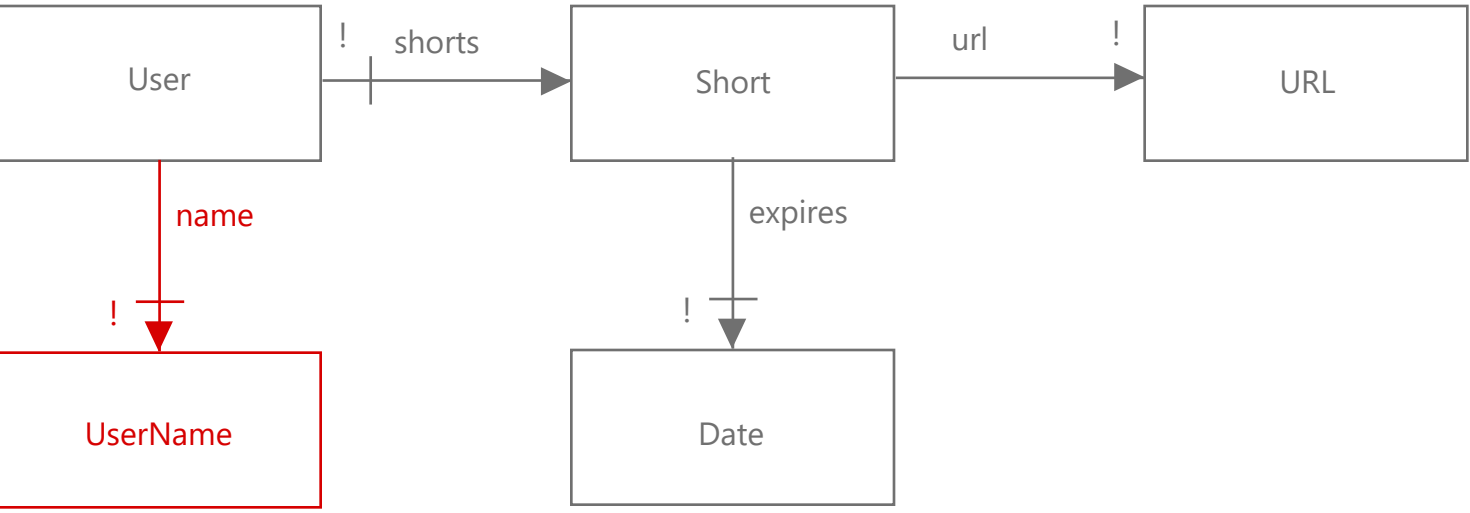 !
shorts
url
!
User
Short
URL
name
expires
!
!
UserName
Date